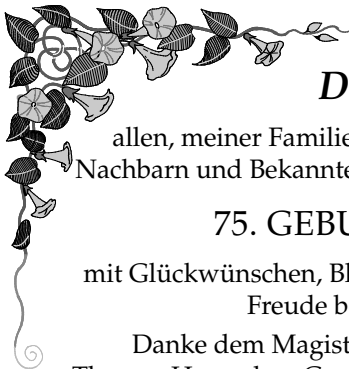 D
allen, meiner Familie
Nachbarn und Bekannte
75. GEBU
mit Glückwünschen, Bl
Freude b
Danke dem Magist